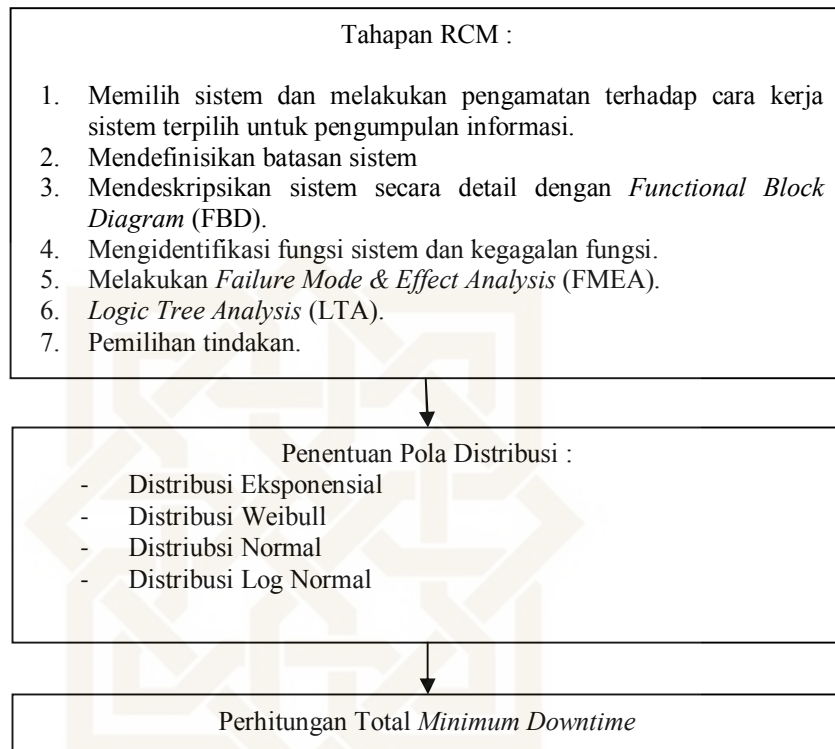 Tahapan RCM :
1. Memilih sistem dan melakukan pengamatan terhadap cara kerja
sistem terpilih untuk pengumpulan informasi.
2. Mendefinisikan batasan sistem
3. Mendeskripsikan sistem secara detail dengan Functional Block
Diagram (FBD).
4. Mengidentifikasi fungsi sistem dan kegagalan fungsi.
5. Melakukan Failure Mode & Effect Analysis (FMEA).
6. Logic Tree Analysis (LTA).
7. Pemilihan tindakan.
Penentuan Pola Distribusi :
- Distribusi Eksponensial
- Distribusi Weibull
- Distriubsi Normal
- Distribusi Log Normal
Perhitungan Total Minimum Downtime